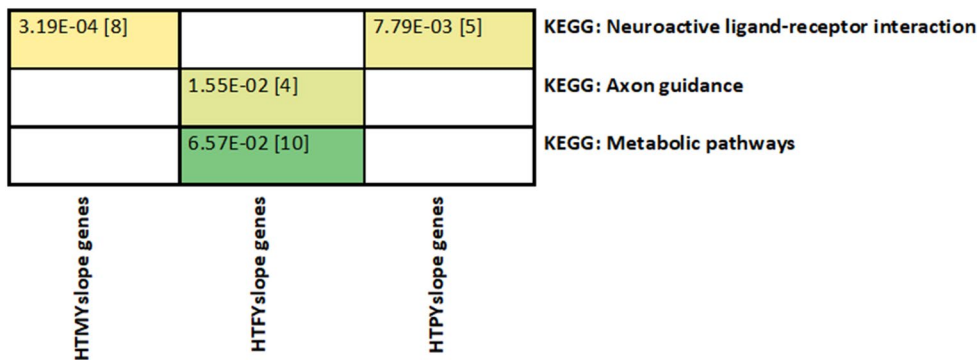 3.19E-04 [8] 7.79E-03 [5] KEGG: Neuroactive ligand-receptor interaction
1.55E-02 [4] KEGG: Axon guidance
6.57E-02 [10] KEGG: Metabolic pathways
HTMYslope genes
HTFYslope genes
HTPYslope genes